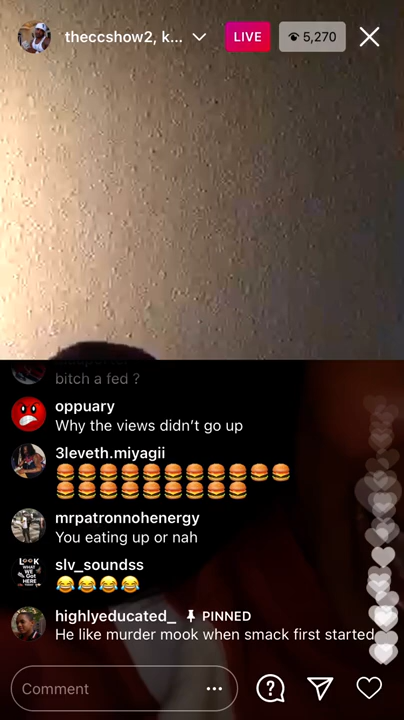 theccshow2, k...
LIVE
5,270
bitch a fed ?
oppuary
Why the views didn't go up
3leveth.miyagii
🍔🍔🍔🍔🍔🍔🍔🍔🍔🍔
🍔🍔🍔🍔🍔🍔🍔🍔
mrpatronnohenergy
You eating up or nah
slv_soundss
😂😂😂😂
highlyeducated_ PINNED
He like murder mook when smack first started
Comment